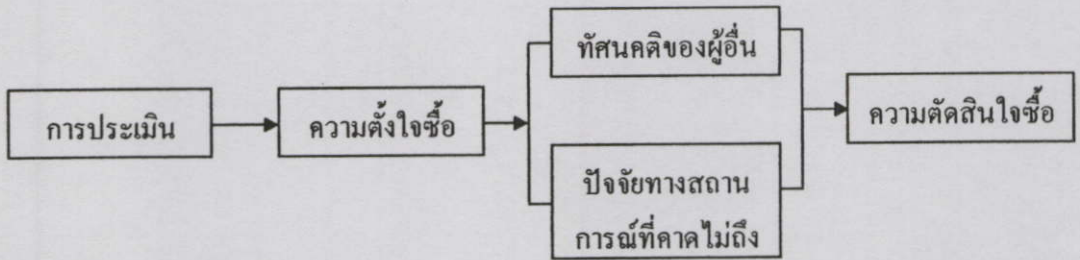 การประเมิน
ความตั้งใจซื้อ
ทัศนคติของผู้อื่น
ปัจจัยทางสถาน
การณ์ที่คาดไม่ถึง
ความตัดสินใจซื้อ